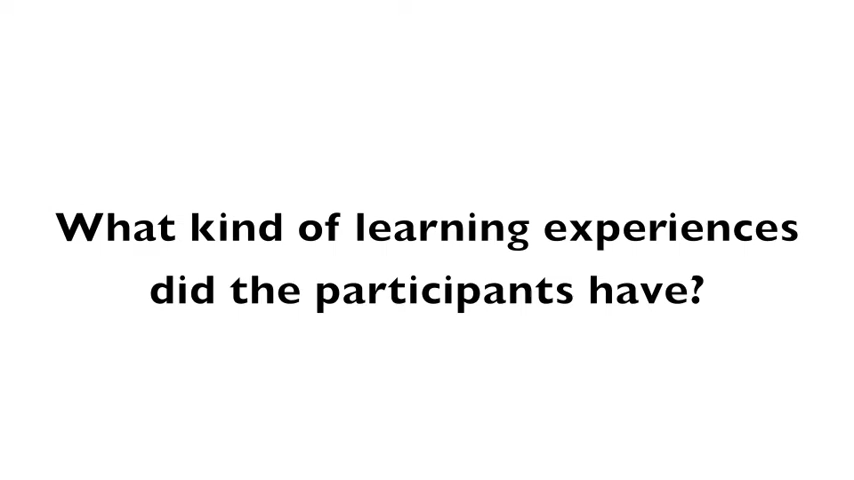 What kind of learning experiences
did the participants have?